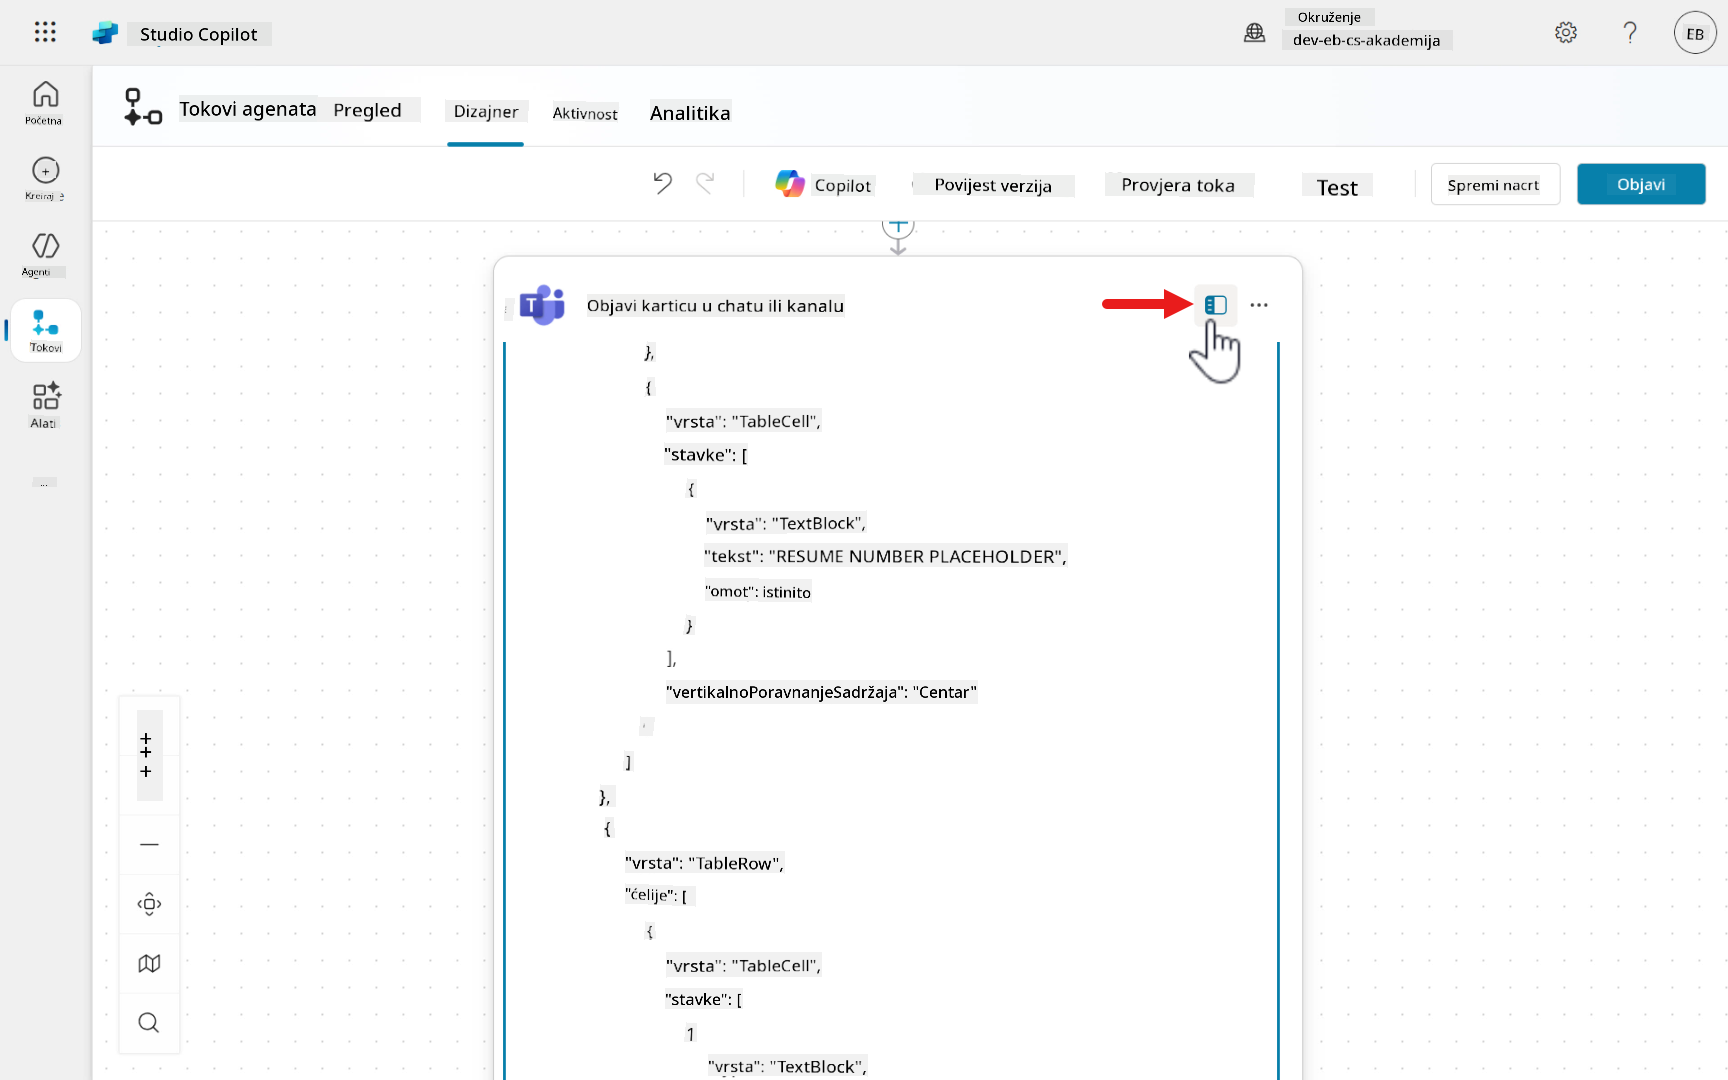 Studio Copilot
Okruženje
dev-eb-cs-akademija
EB
Početna
Kreiraj
Agenti
Tokovi
Alati
...
Tokovi agenata
Pregled
Dizajner
Aktivnost
Analitika
Copilot
Povijest verzija
Provjera toka
Test
Spremi nacrt
Objavi
Objavi karticu u chatu ili kanalu
},
{
"vrsta": "TableCell",
"stavke": [
{
"vrsta": "TextBlock",
"tekst": "RESUME NUMBER PLACEHOLDER",
"omot": istinito
}
],
"vertikalnoPoravnanjeSadržaja": "Centar"
]
},
{
"vrsta": "TableRow",
"ćelije": [
{
"vrsta": "TableCell",
"stavke": [
1
"vrsta": "TextBlock",